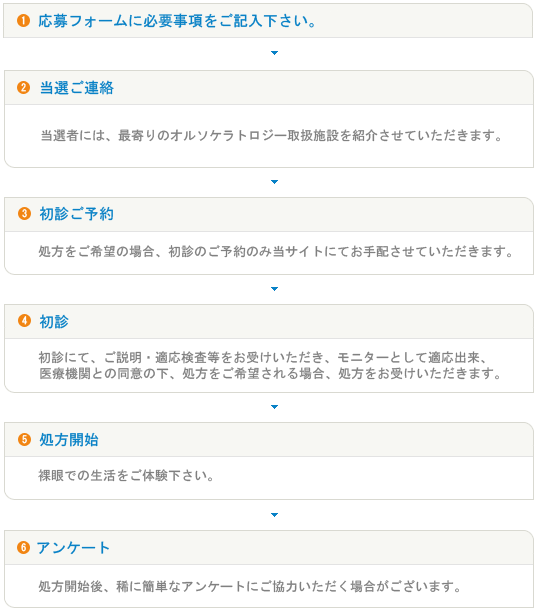 1 応募フォームに必要事項をご記入下さい。
2 当選ご連絡
当選者には、最寄りのオルソケラトロジー取扱施設を紹介させていただきます。
3 初診ご予約
処方をご希望の場合、初診のご予約のみ当サイトにてお手配させていただきます。
4 初診
初診にて、ご説明・適応検査等をお受けいただき、モニターとして適応出来、
医療機関との同意の下、処方をご希望される場合、処方をお受けいただきます。
5 処方開始
裸眼での生活をご体験下さい。
6 アンケート
処方開始後、稀に簡単なアンケートにご協力いただく場合がございます。